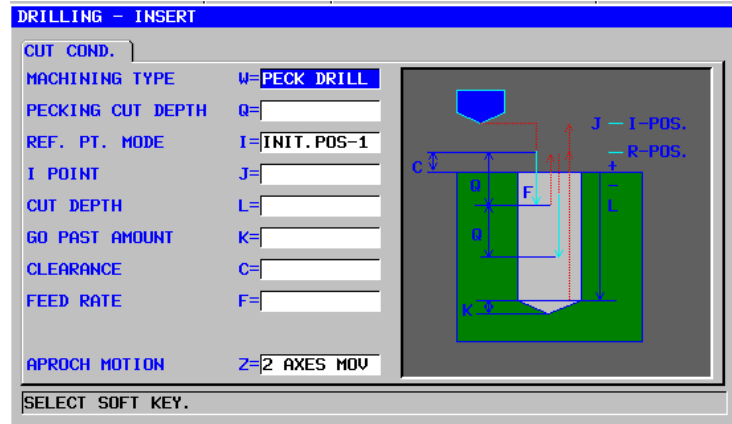 DRILLING - INSERT
CUT COND.
MACHINING TYPE W=PECK DRILL
PECKING CUT DEPTH Q=
REF. PT. MODE I=INIT.POS-1
I POINT J=
CUT DEPTH L=
GO PAST AMOUNT K=
CLEARANCE C=
FEED RATE F=
APROCH MOTION Z=2 AXES MOV
J — I-POS.
— R-POS.
C
+
Q
F
−
L
Q
K
SELECT SOFT KEY.